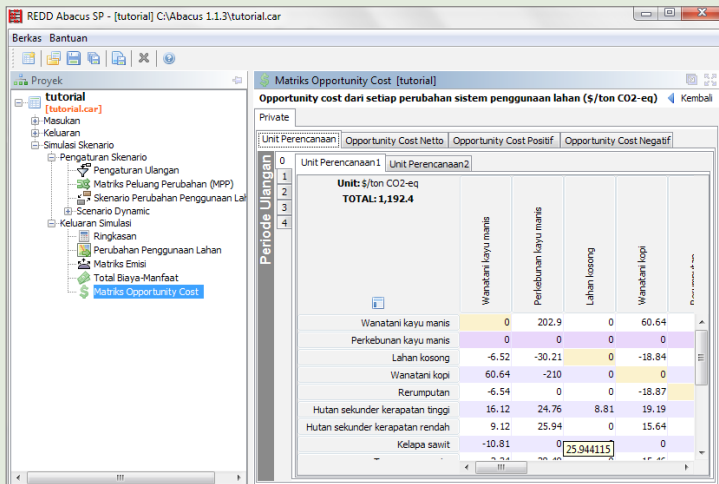 REDD Abacus SP - [tutorial] C:\Abacus 1.1.3\tutorial.car
Berkas Bantuan
Proyek
tutorial
[tutorial.car]
Masukan
Keluaran
Simulasi Skenario
Pengaturan Skenario
Pengaturan Ulangan
Matriks Peluang Perubahan (MPP)
Skenario Perubahan Penggunaan Lah
Scenario Dynamic
Keluaran Simulasi
Ringkasan
Perubahan Penggunaan Lahan
Matriks Emisi
Total Biaya-Manfaat
Matriks Opportunity Cost
Matriks Opportunity Cost [tutorial]
Opportunity cost dari setiap perubahan sistem penggunaan lahan ($/ton CO2-eq) Kembali
Private
Unit Perencanaan Opportunity Cost Netto Opportunity Cost Positif Opportunity Cost Negatif
Periode Ulangan
0
1
2
3
4
Unit Perencanaan1 Unit Perencanaan2
Unit: $/ton CO2-eq
TOTAL: 1,192.4
Wanatani kayu manis
Perkebunan kayu manis
Lahan kosong
Wanatani kopi
Wanatani kayu manis 0 202.9 0 60.64
Perkebunan kayu manis 0 0 0 0
Lahan kosong -6.52 -30.21 0 -18.84
Wanatani kopi 60.64 -210 0 0
Rerumputan -6.54 0 0 -18.87
Hutan sekunder kerapatan tinggi 16.12 24.76 8.81 19.19
Hutan sekunder kerapatan rendah 9.12 25.94 0 15.64
Kelapa sawit -10.81 0 0
25.944115